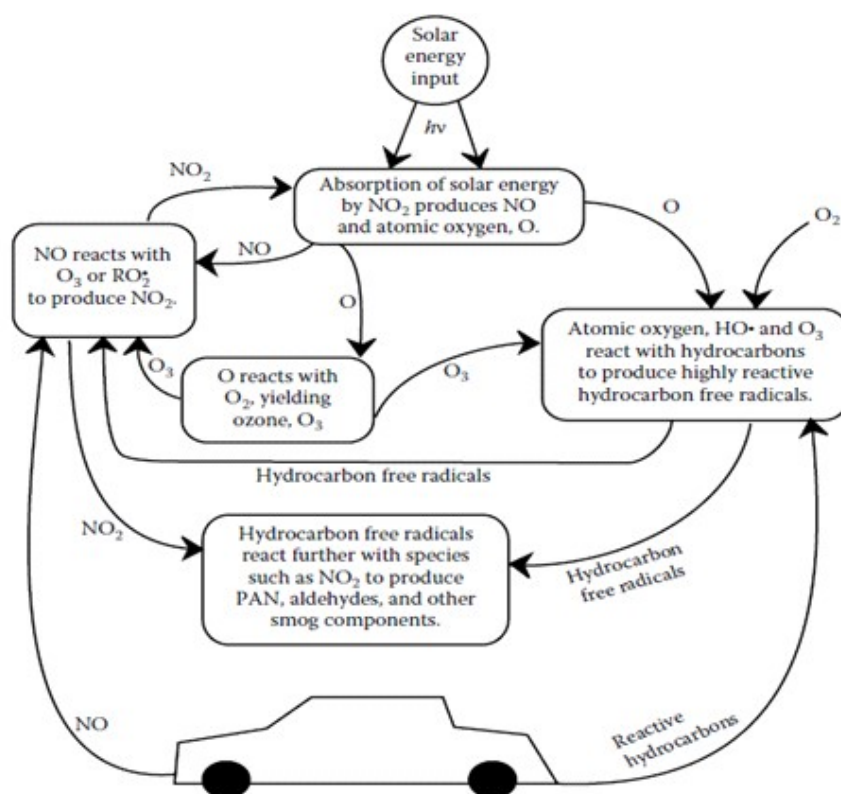 Solar
energy
input
hν
NO₂
Absorption of solar energy
by NO₂ produces NO
and atomic oxygen, O.
O
O₂
NO
NO reacts with
O₃ or RO₂•
to produce NO₂.
O
Atomic oxygen, HO• and O₃
react with hydrocarbons
to produce highly reactive
hydrocarbon free radicals.
O₃
O reacts with
O₂, yielding
ozone, O₃
O₃
Hydrocarbon free radicals
NO₂
Hydrocarbon free radicals
react further with species
such as NO₂ to produce
PAN, aldehydes, and other
smog components.
Hydrocarbon
free radicals
NO
Reactive
hydrocarbons